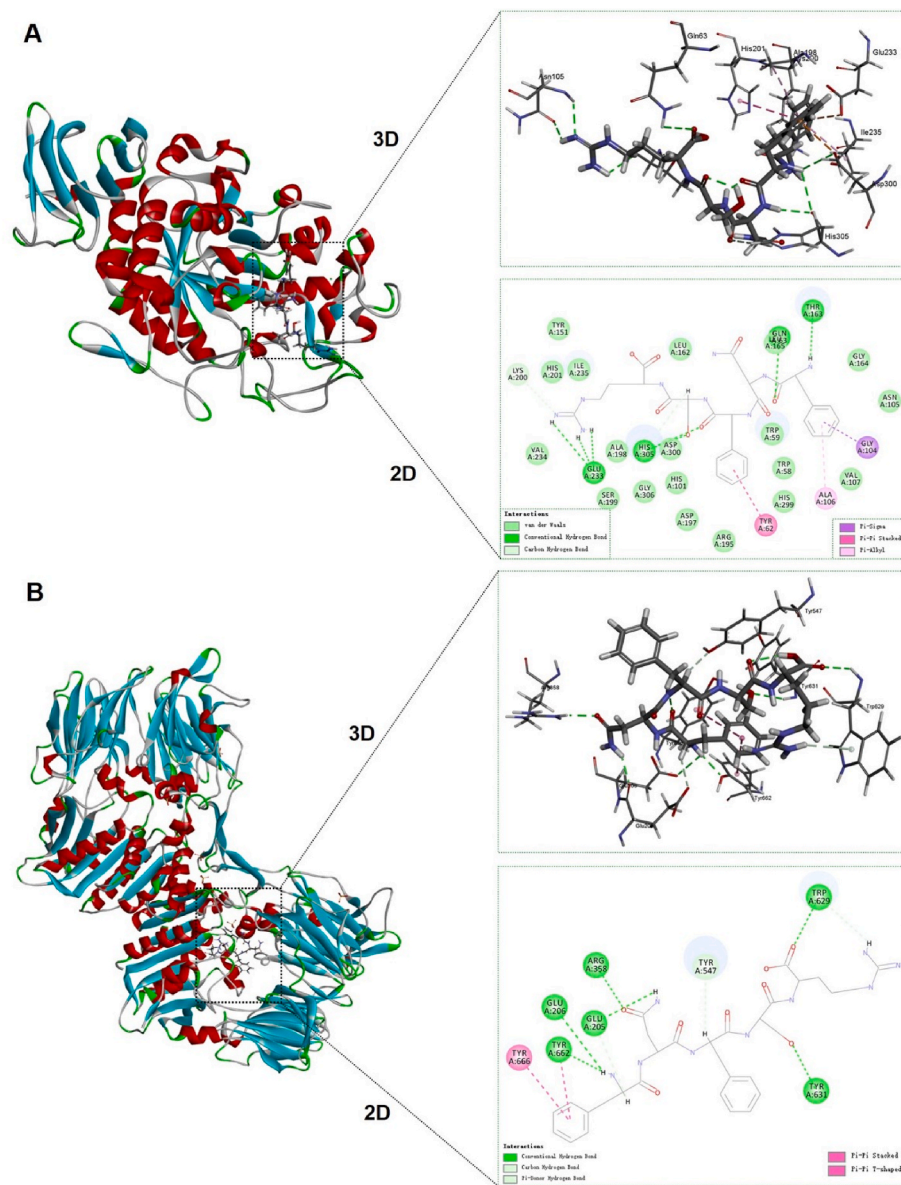 A
3D
2D
Asn105
Gln63
His201
Ala198
Lys200
Glu233
Ile235
Asp300
His305
TYR
A:151
LYS
A:200
HIS
A:201
ILE
A:235
LEU
A:162
GLN
A:63
A:165
THR
A:163
GLY
A:164
ASN
A:105
VAL
A:234
GLU
A:233
ALA
A:198
HIS
A:305
ASP
A:300
TRP
A:59
GLY
A:104
SER
A:199
GLY
A:306
HIS
A:101
TRP
A:58
VAL
A:107
HIS
A:299
ALA
A:106
ASP
A:197
ARG
A:195
TYR
A:62
Interactions
van der Waals
Conventional Hydrogen Bond
Carbon Hydrogen Bond
Pi-Sigma
Pi-Pi Stacked
Pi-Alkyl
B
3D
2D
Tyr547
Tyr631
Trp629
Tyr662
TRP
A:629
ARG
A:358
TYR
A:547
GLU
A:206
GLU
A:205
TYR
A:662
TYR
A:666
TYR
A:631
Interactions
Conventional Hydrogen Bond
Carbon Hydrogen Bond
Pi-Donor Hydrogen Bond
Pi-Pi Stacked
Pi-Pi T-shaped